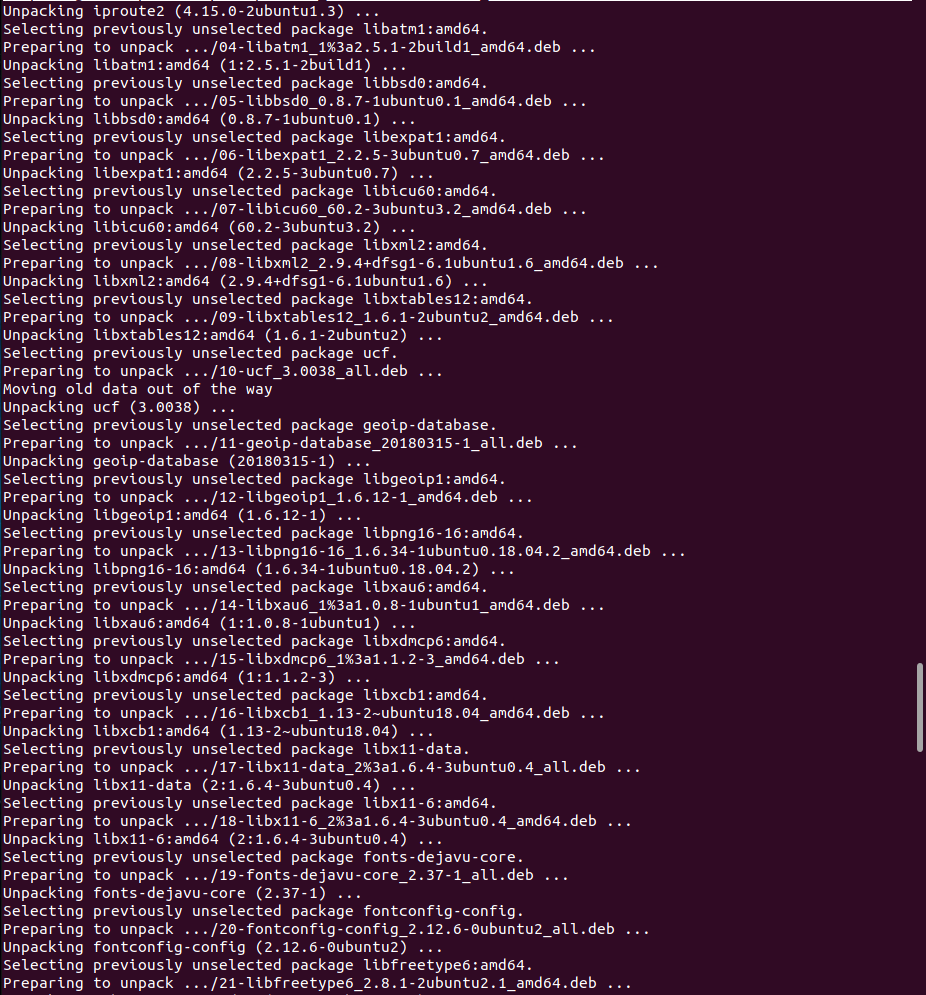 Unpacking iproute2 (4.15.0-2ubuntu1.3) ...
Selecting previously unselected package libatm1:amd64.
Preparing to unpack .../04-libatm1_1%3a2.5.1-2build1_amd64.deb ...
Unpacking libatm1:amd64 (1:2.5.1-2build1) ...
Selecting previously unselected package libbsd0:amd64.
Preparing to unpack .../05-libbsd0_0.8.7-1ubuntu0.1_amd64.deb ...
Unpacking libbsd0:amd64 (0.8.7-1ubuntu0.1) ...
Selecting previously unselected package libexpat1:amd64.
Preparing to unpack .../06-libexpat1_2.2.5-3ubuntu0.7_amd64.deb ...
Unpacking libexpat1:amd64 (2.2.5-3ubuntu0.7) ...
Selecting previously unselected package libicu60:amd64.
Preparing to unpack .../07-libicu60_60.2-3ubuntu3.2_amd64.deb ...
Unpacking libicu60:amd64 (60.2-3ubuntu3.2) ...
Selecting previously unselected package libxml2:amd64.
Preparing to unpack .../08-libxml2_2.9.4+dfsg1-6.1ubuntu1.6_amd64.deb ...
Unpacking libxml2:amd64 (2.9.4+dfsg1-6.1ubuntu1.6) ...
Selecting previously unselected package libxtables12:amd64.
Preparing to unpack .../09-libxtables12_1.6.1-2ubuntu2_amd64.deb ...
Unpacking libxtables12:amd64 (1.6.1-2ubuntu2) ...
Selecting previously unselected package ucf.
Preparing to unpack .../10-ucf_3.0038_all.deb ...
Moving old data out of the way
Unpacking ucf (3.0038) ...
Selecting previously unselected package geoip-database.
Preparing to unpack .../11-geoip-database_20180315-1_all.deb ...
Unpacking geoip-database (20180315-1) ...
Selecting previously unselected package libgeoip1:amd64.
Preparing to unpack .../12-libgeoip1_1.6.12-1_amd64.deb ...
Unpacking libgeoip1:amd64 (1.6.12-1) ...
Selecting previously unselected package libpng16-16:amd64.
Preparing to unpack .../13-libpng16-16_1.6.34-1ubuntu0.18.04.2_amd64.deb ...
Unpacking libpng16-16:amd64 (1.6.34-1ubuntu0.18.04.2) ...
Selecting previously unselected package libxau6:amd64.
Preparing to unpack .../14-libxau6_1%3a1.0.8-1ubuntu1_amd64.deb ...
Unpacking libxau6:amd64 (1:1.0.8-1ubuntu1) ...
Selecting previously unselected package libxdmcp6:amd64.
Preparing to unpack .../15-libxdmcp6_1%3a1.1.2-3_amd64.deb ...
Unpacking libxdmcp6:amd64 (1:1.1.2-3) ...
Selecting previously unselected package libxcb1:amd64.
Preparing to unpack .../16-libxcb1_1.13-2~ubuntu18.04_amd64.deb ...
Unpacking libxcb1:amd64 (1.13-2~ubuntu18.04) ...
Selecting previously unselected package libx11-data.
Preparing to unpack .../17-libx11-data_2%3a1.6.4-3ubuntu0.4_all.deb ...
Unpacking libx11-data (2:1.6.4-3ubuntu0.4) ...
Selecting previously unselected package libx11-6:amd64.
Preparing to unpack .../18-libx11-6_2%3a1.6.4-3ubuntu0.4_amd64.deb ...
Unpacking libx11-6:amd64 (2:1.6.4-3ubuntu0.4) ...
Selecting previously unselected package fonts-dejavu-core.
Preparing to unpack .../19-fonts-dejavu-core_2.37-1_all.deb ...
Unpacking fonts-dejavu-core (2.37-1) ...
Selecting previously unselected package fontconfig-config.
Preparing to unpack .../20-fontconfig-config_2.12.6-0ubuntu2_all.deb ...
Unpacking fontconfig-config (2.12.6-0ubuntu2) ...
Selecting previously unselected package libfreetype6:amd64.
Preparing to unpack .../21-libfreetype6_2.8.1-2ubuntu2.1_amd64.deb ...